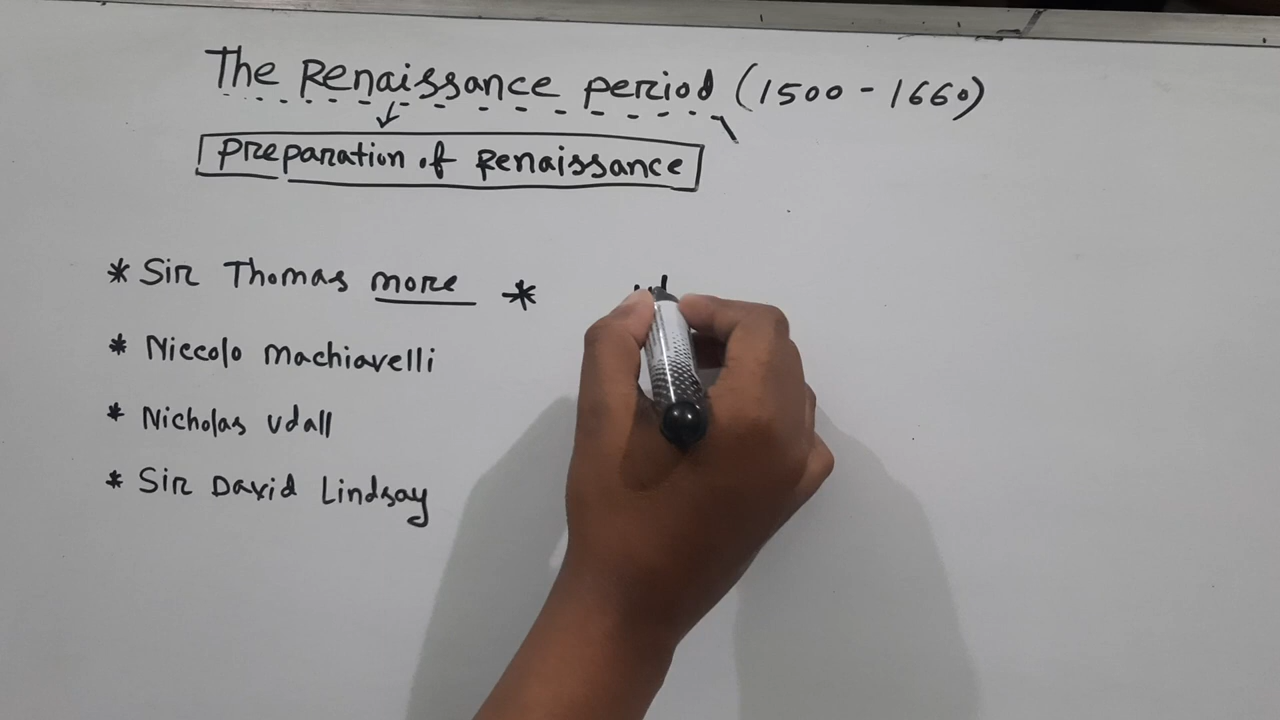 The Renaissance period (1500 - 1660)
Preparation of Renaissance
* Sir Thomas more *
* Niccolo Machiavelli
* Nicholas Udall
* Sir David Lindsay